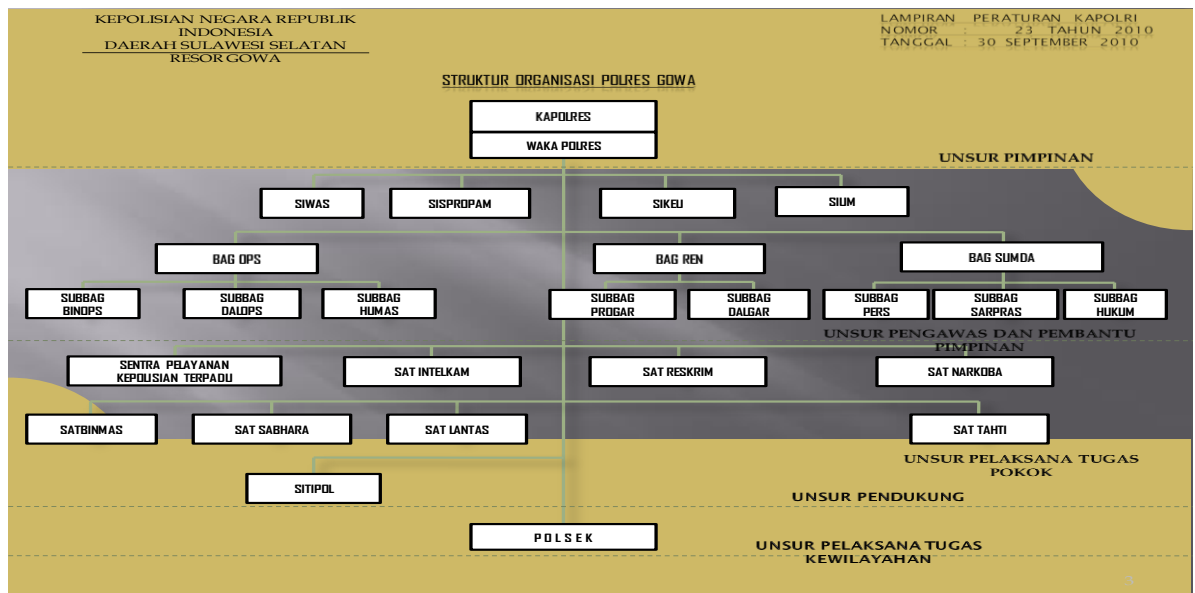 KEPOLISIAN NEGARA REPUBLIK
INDONESIA
DAERAH SULAWESI SELATAN
RESOR GOWA
LAMPIRAN PERATURAN KAPOLRI
NOMOR : 23 TAHUN 2010
TANGGAL : 30 SEPTEMBER 2010
STRUKTUR ORGANISASI POLRES GOWA
KAPOLRES
WAKA POLRES
UNSUR PIMPINAN
SIWAS
SISPROPAM
SIKEU
SIUM
BAG OPS
BAG REN
BAG SUMDA
SUBBAG
BINOPS
SUBBAG
DALOPS
SUBBAG
HUMAS
SUBBAG
PROGAR
SUBBAG
DALGAR
SUBBAG
PERS
SUBBAG
SARPRAS
SUBBAG
HUKUM
UNSUR PENGAWAS DAN PEMBANTU
PIMPINAN
SENTRA PELAYANAN
KEPOLISIAN TERPADU
SAT INTELKAM
SAT RESKRIM
SAT NARKOBA
SATBINMAS
SAT SABHARA
SAT LANTAS
SAT TAHTI
UNSUR PELAKSANA TUGAS
POKOK
SITIPOL
UNSUR PENDUKUNG
P O L S E K
UNSUR PELAKSANA TUGAS
KEWILAYAHAN